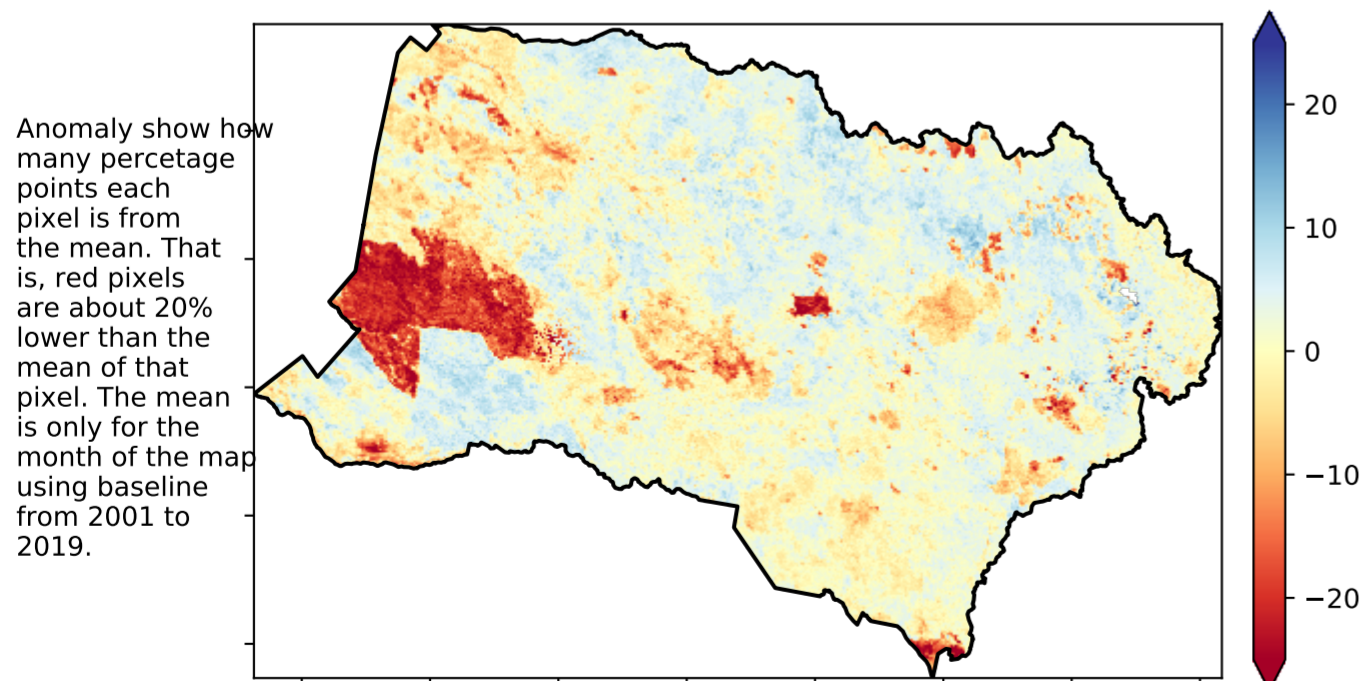 Anomaly show how
many percetage
points each
pixel is from
the mean. That
is, red pixels
are about 20%
lower than the
mean of that
pixel. The mean
is only for the
month of the map
using baseline
from 2001 to
2019.
20
10
0
−10
−20